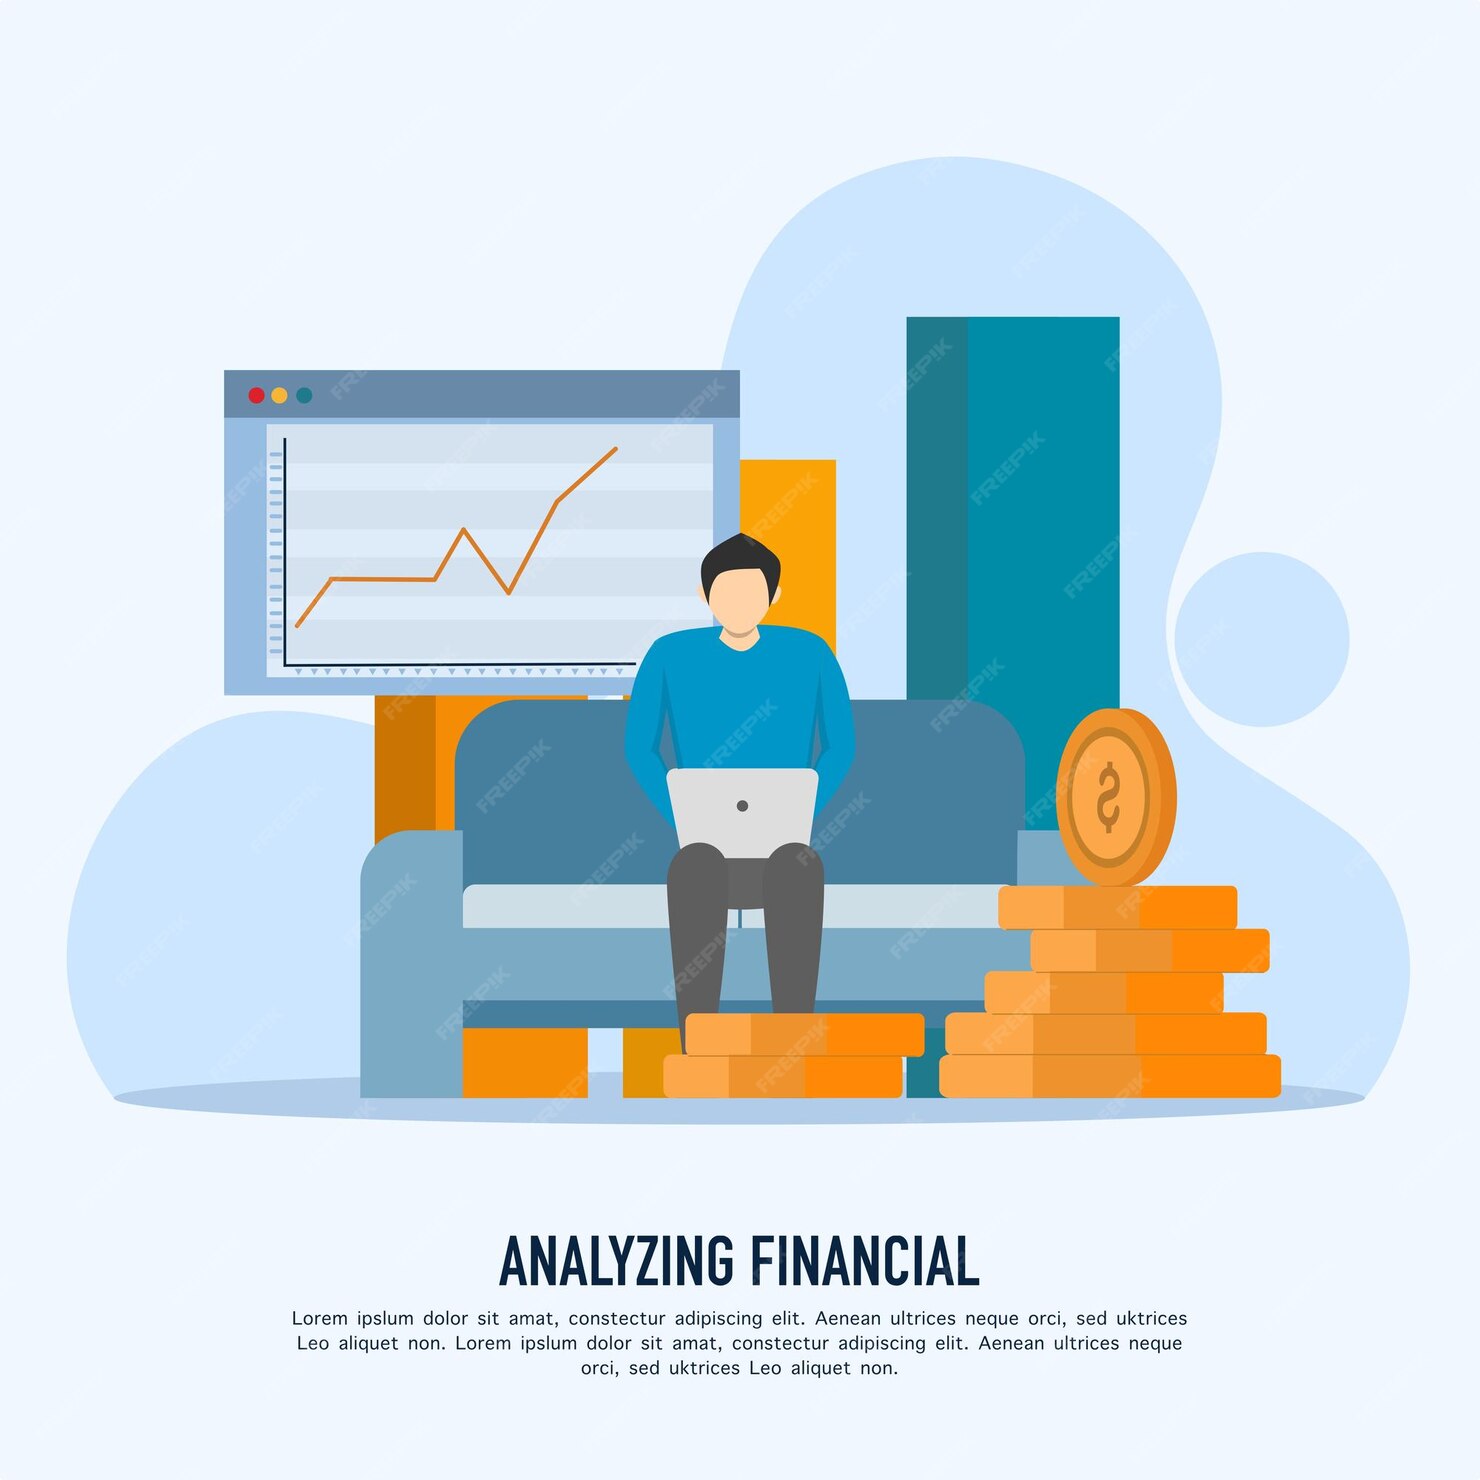 ANALYZING FINANCIAL
Lorem ipslum dolor sit amat, constectur adipiscing elit. Aenean ultrices neque orci, sed uktrices
Leo aliquet non. Lorem ipslum dolor sit amat, constectur adipiscing elit. Aenean ultrices neque
orci, sed uktrices Leo aliquet non.